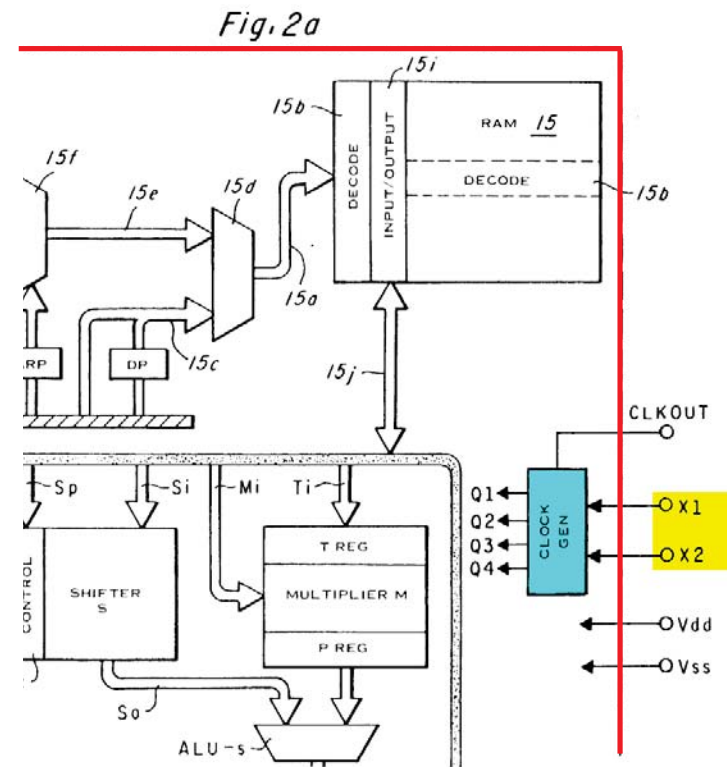 Fig. 2a
15i
15b
15f
15d
15e
DECODE
INPUT/OUTPUT
RAM 15
DECODE
15b
15a
15c
RP
DP
15j
CLKOUT
Sp
Si
Mi
Ti
Q1
Q2
Q3
Q4
CLOCK GEN
X1
X2
CONTROL
SHIFTER
S
T REG
MULTIPLIER M
P REG
Vdd
Vss
So
ALU-s